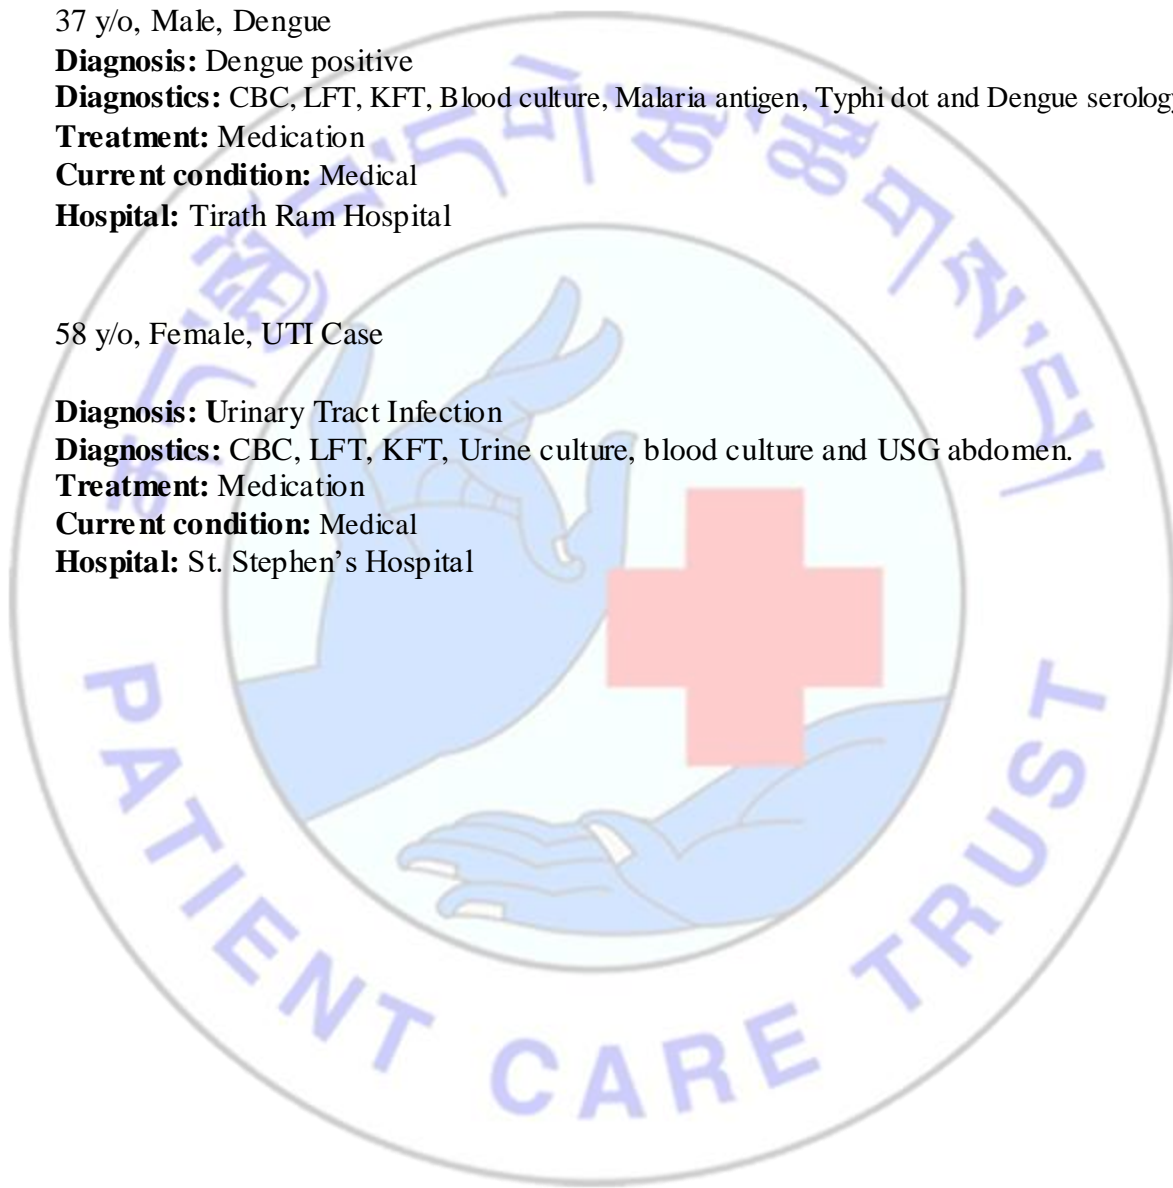 37 y/o, Male, Dengue
Diagnosis: Dengue positive
Diagnostics: CBC, LFT, KFT, Blood culture, Malaria antigen, Typhi dot and Dengue serology
Treatment: Medication
Current condition: Medical
Hospital: Tirath Ram Hospital
58 y/o, Female, UTI Case
Diagnosis: Urinary Tract Infection
Diagnostics: CBC, LFT, KFT, Urine culture, blood culture and USG abdomen.
Treatment: Medication
Current condition: Medical
Hospital: St. Stephen’s Hospital
PATIENT CARE TRUST